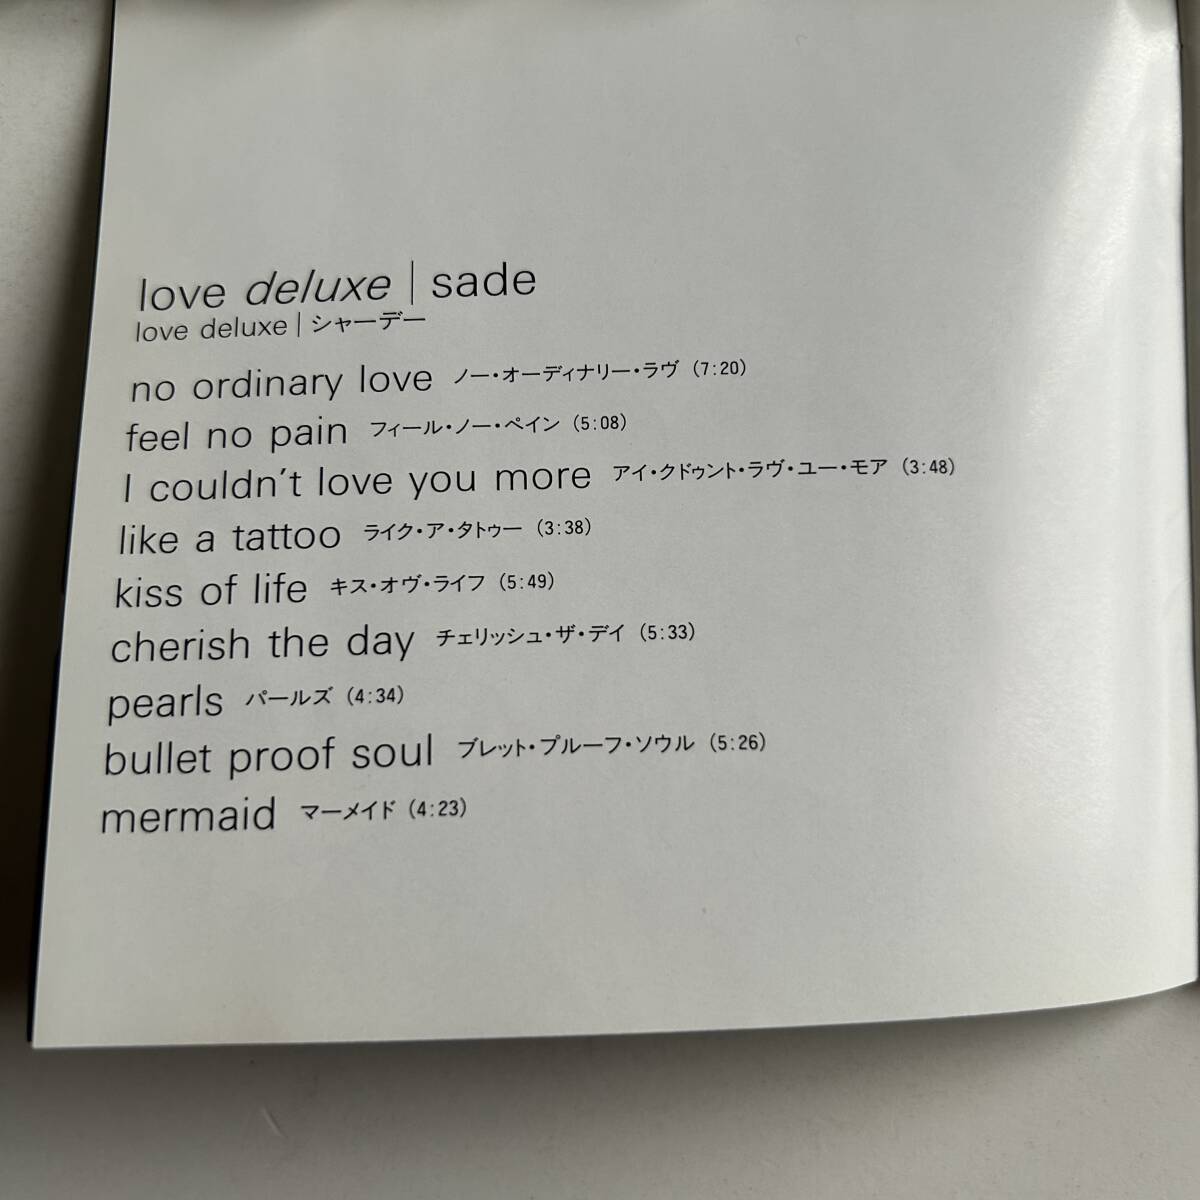 love deluxe | sade
love deluxe | シャーデー
no ordinary love ノー・オーディナリー・ラヴ (7:20)
feel no pain フィール・ノー・ペイン (5:08)
I couldn't love you more アイ・クドゥント・ラヴ・ユー・モア (3:48)
like a tattoo ライク・ア・タトゥー (3:38)
kiss of life キス・オヴ・ライフ (5:49)
cherish the day チェリッシュ・ザ・デイ (5:33)
pearls パールズ (4:34)
bullet proof soul ブレット・プルーフ・ソウル (5:26)
mermaid マーメイド (4:23)